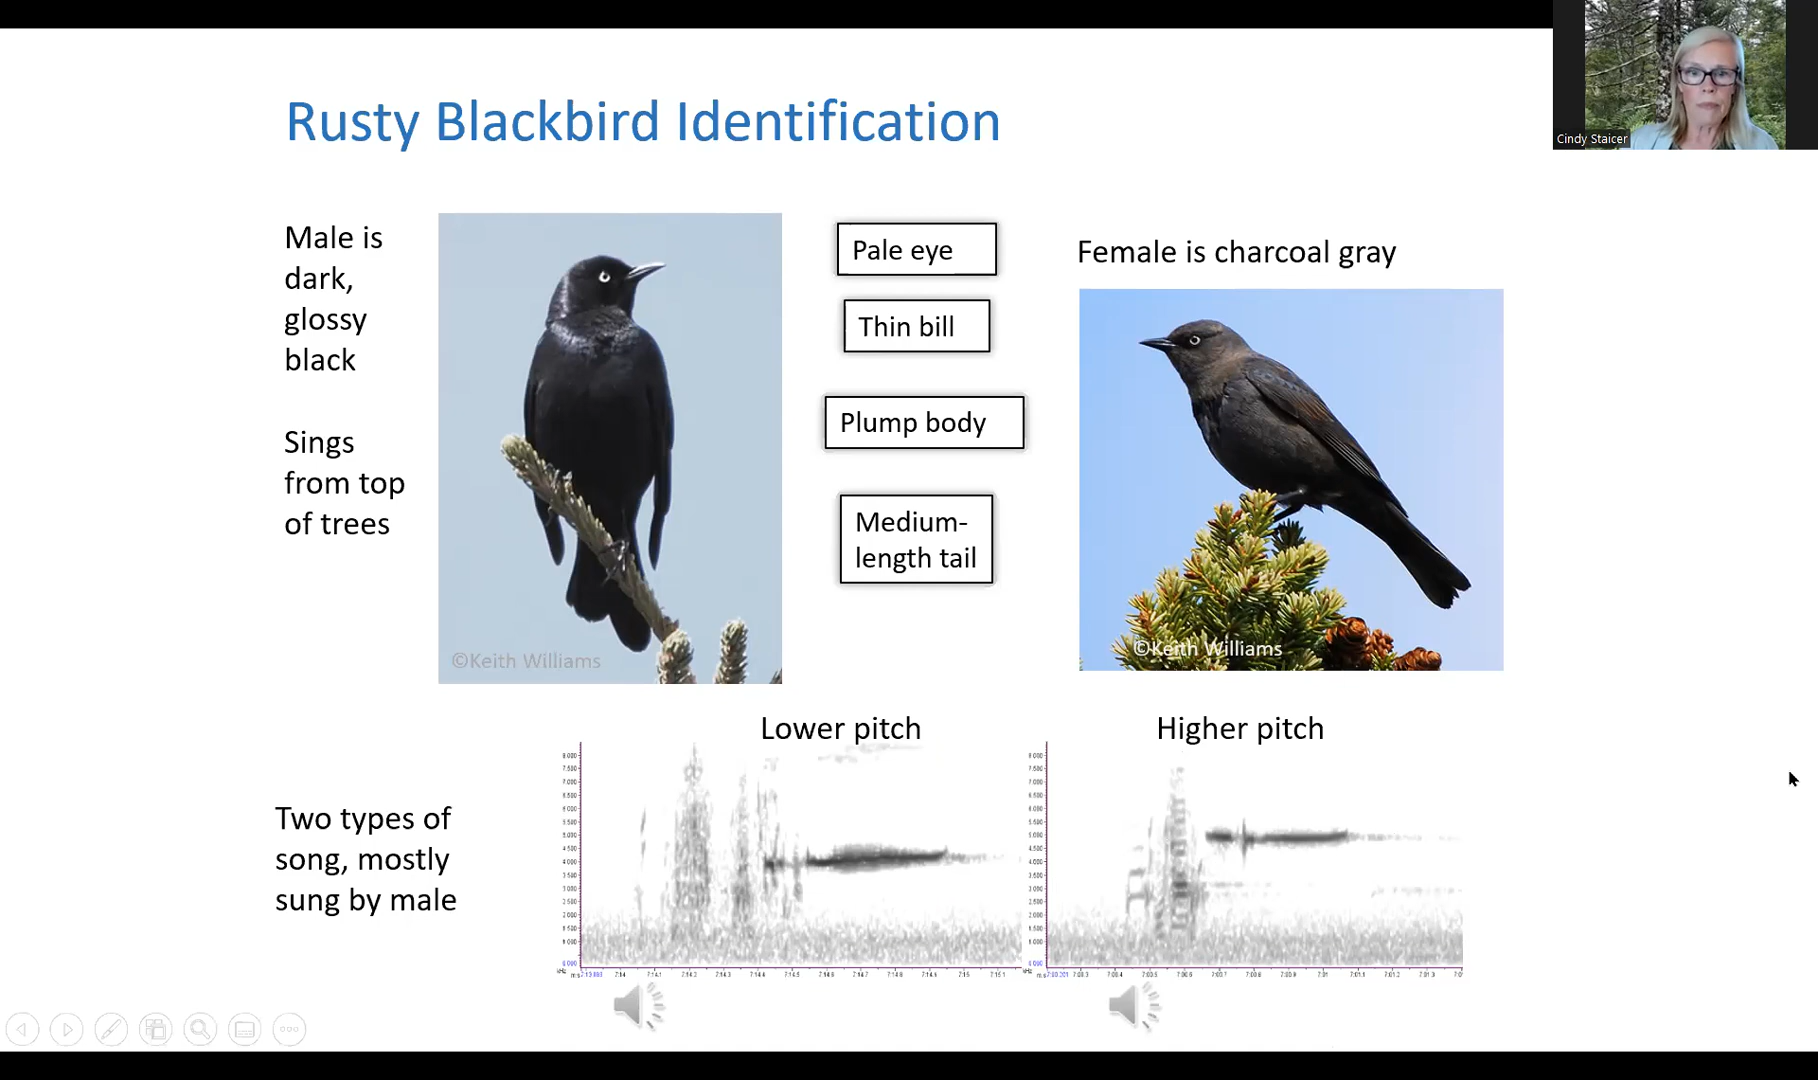 Cindy Staicer
Rusty Blackbird Identification
Male is
dark,
glossy
black
Sings
from top
of trees
©Keith Williams
Pale eye
Thin bill
Plump body
Medium-
length tail
Female is charcoal gray
©Keith Williams
Two types of
song, mostly
sung by male
Lower pitch
Higher pitch